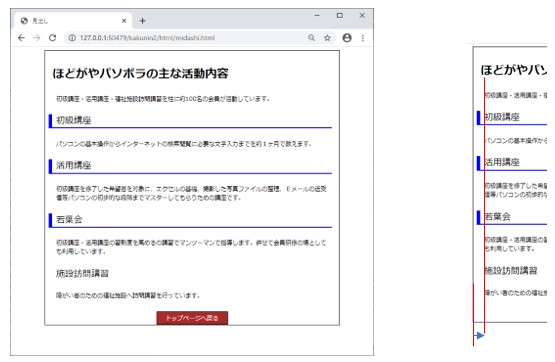 見出し
127.0.0.1:50479/kakunin2/html/midashi.html
ほどがやパソボラの主な活動内容
初級講座・活用講座・福祉施設訪問講習を柱に約100名の会員が活動しています。
初級講座
パソコンの基本操作からインターネットの検索閲覧に必要な文字入力までを約1ヶ月で教えます。
活用講座
初級講座を修了した希望者を対象に、エクセルの基礎、撮影した写真ファイルの整理、Eメールの送受
信等パソコンの初歩的な段階までマスターしてもらうための講座です。
若葉会
初級講座・活用講座の習熟度を高めるの講習でマンツーマンで指導します。併せて会員研修の場として
も利用しています。
施設訪問講習
障がい者のための福祉施設へ訪問講習を行っています。
トップページへ戻る
ほどがやパソ
初級講座・活用講座・福
初級講座
パソコンの基本操作から
活用講座
初級講座を修了した希望
信等パソコンの初歩的な
若葉会
初級講座・活用講座の習
も利用しています。
施設訪問講習
障がい者のための福祉施